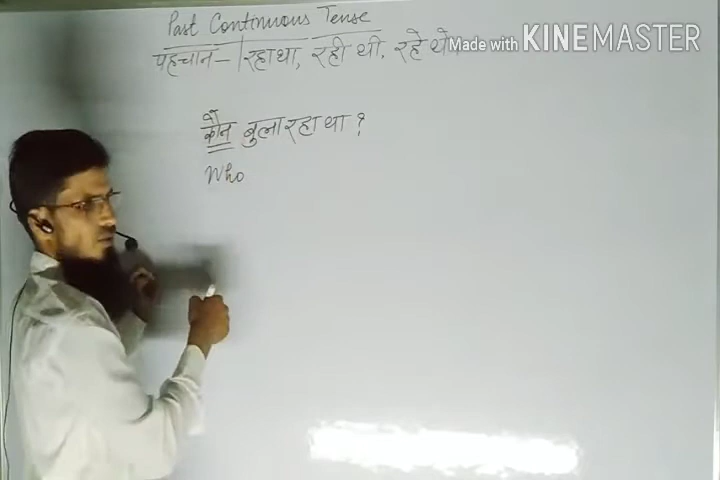 Past Continuous Tense
पहचान - रहा था, रही थी, रहे थे
Made with KINEMASTER
कौन बुला रहा था ?
Who